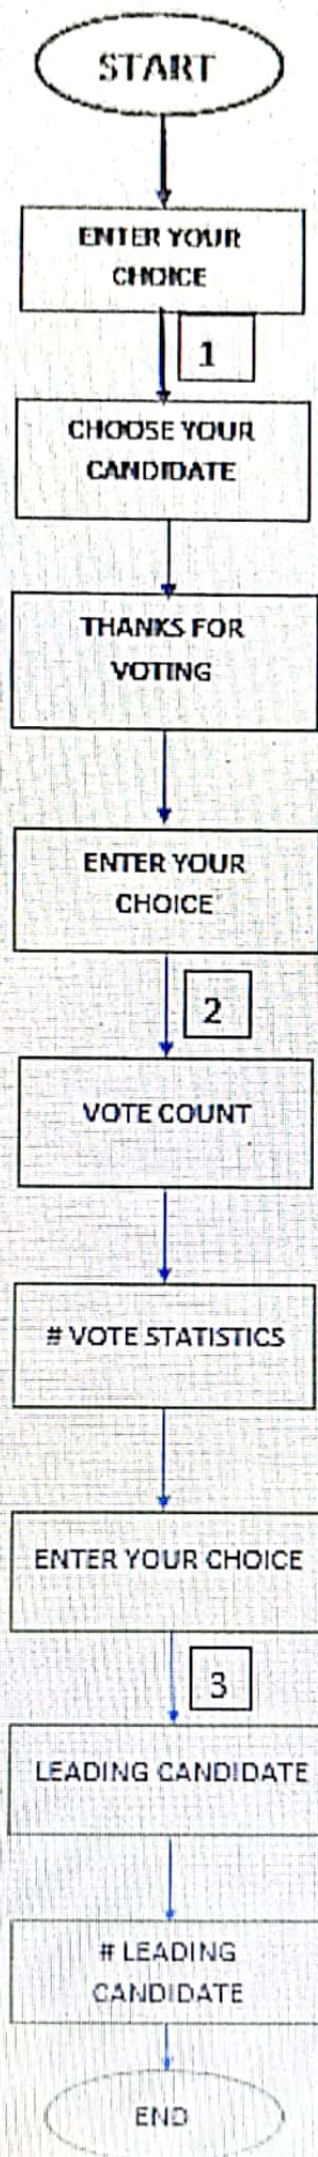 START
ENTER YOUR
CHOICE
1
CHOOSE YOUR
CANDIDATE
THANKS FOR
VOTING
ENTER YOUR
CHOICE
2
VOTE COUNT
# VOTE STATISTICS
ENTER YOUR CHOICE
3
LEADING CANDIDATE
# LEADING
CANDIDATE
END